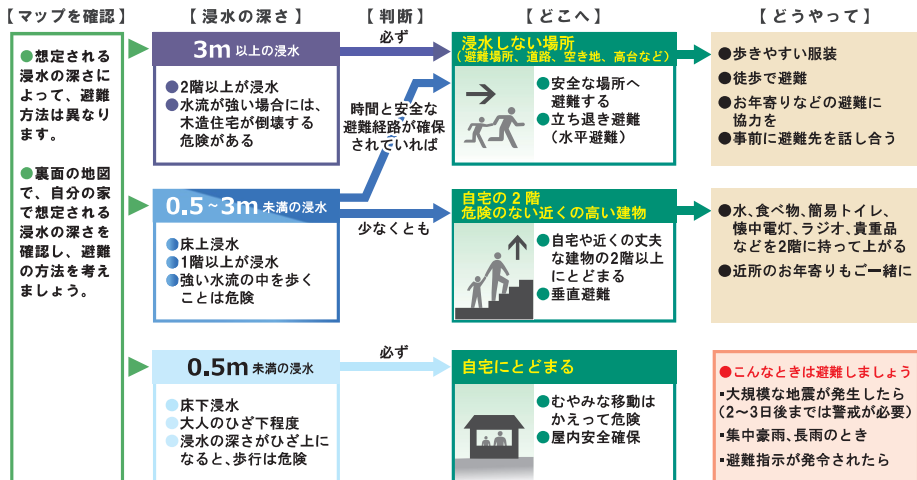 【マップを確認】
【浸水の深さ】
【判断】
【どこへ】
【どうやって】
●想定される
浸水の深さに
よって、避難
方法は異なり
ます。
●裏面の地図
で、自分の家
で想定される
浸水の深さを
確認し、避難
の方法を考え
ましょう。
3m以上の浸水
●2階以上が浸水
●水流が強い場合には、
木造住宅が倒壊する
危険がある
必ず
時間と安全な
避難経路が確保
されていれば
浸水しない場所
（避難場所、道路、空き地、高台など）
●安全な場所へ
避難する
●立ち退き避難
（水平避難）
●歩きやすい服装
●徒歩で避難
●お年寄りなどの避難に
協力を
●事前に避難先を話し合う
0.5~3m未満の浸水
●床上浸水
●1階以上が浸水
●強い水流の中を歩く
ことは危険
少なくとも
自宅の2階
危険のない近くの高い建物
●自宅や近くの丈夫
な建物の2階以上
にとどまる
●垂直避難
●水、食べ物、簡易トイレ、
懐中電灯、ラジオ、貴重品
などを2階に持って上がる
●近所のお年寄りもご一緒に
0.5m未満の浸水
●床下浸水
●大人のひざ下程度
●浸水の深さがひざ上に
なると、歩行は危険
必ず
自宅にとどまる
●むやみな移動は
かえって危険
●屋内安全確保
●こんなときは避難しましょう
▪大規模な地震が発生したら
（2〜3日後までは警戒が必要）
▪集中豪雨、長雨のとき
▪避難指示が発令されたら